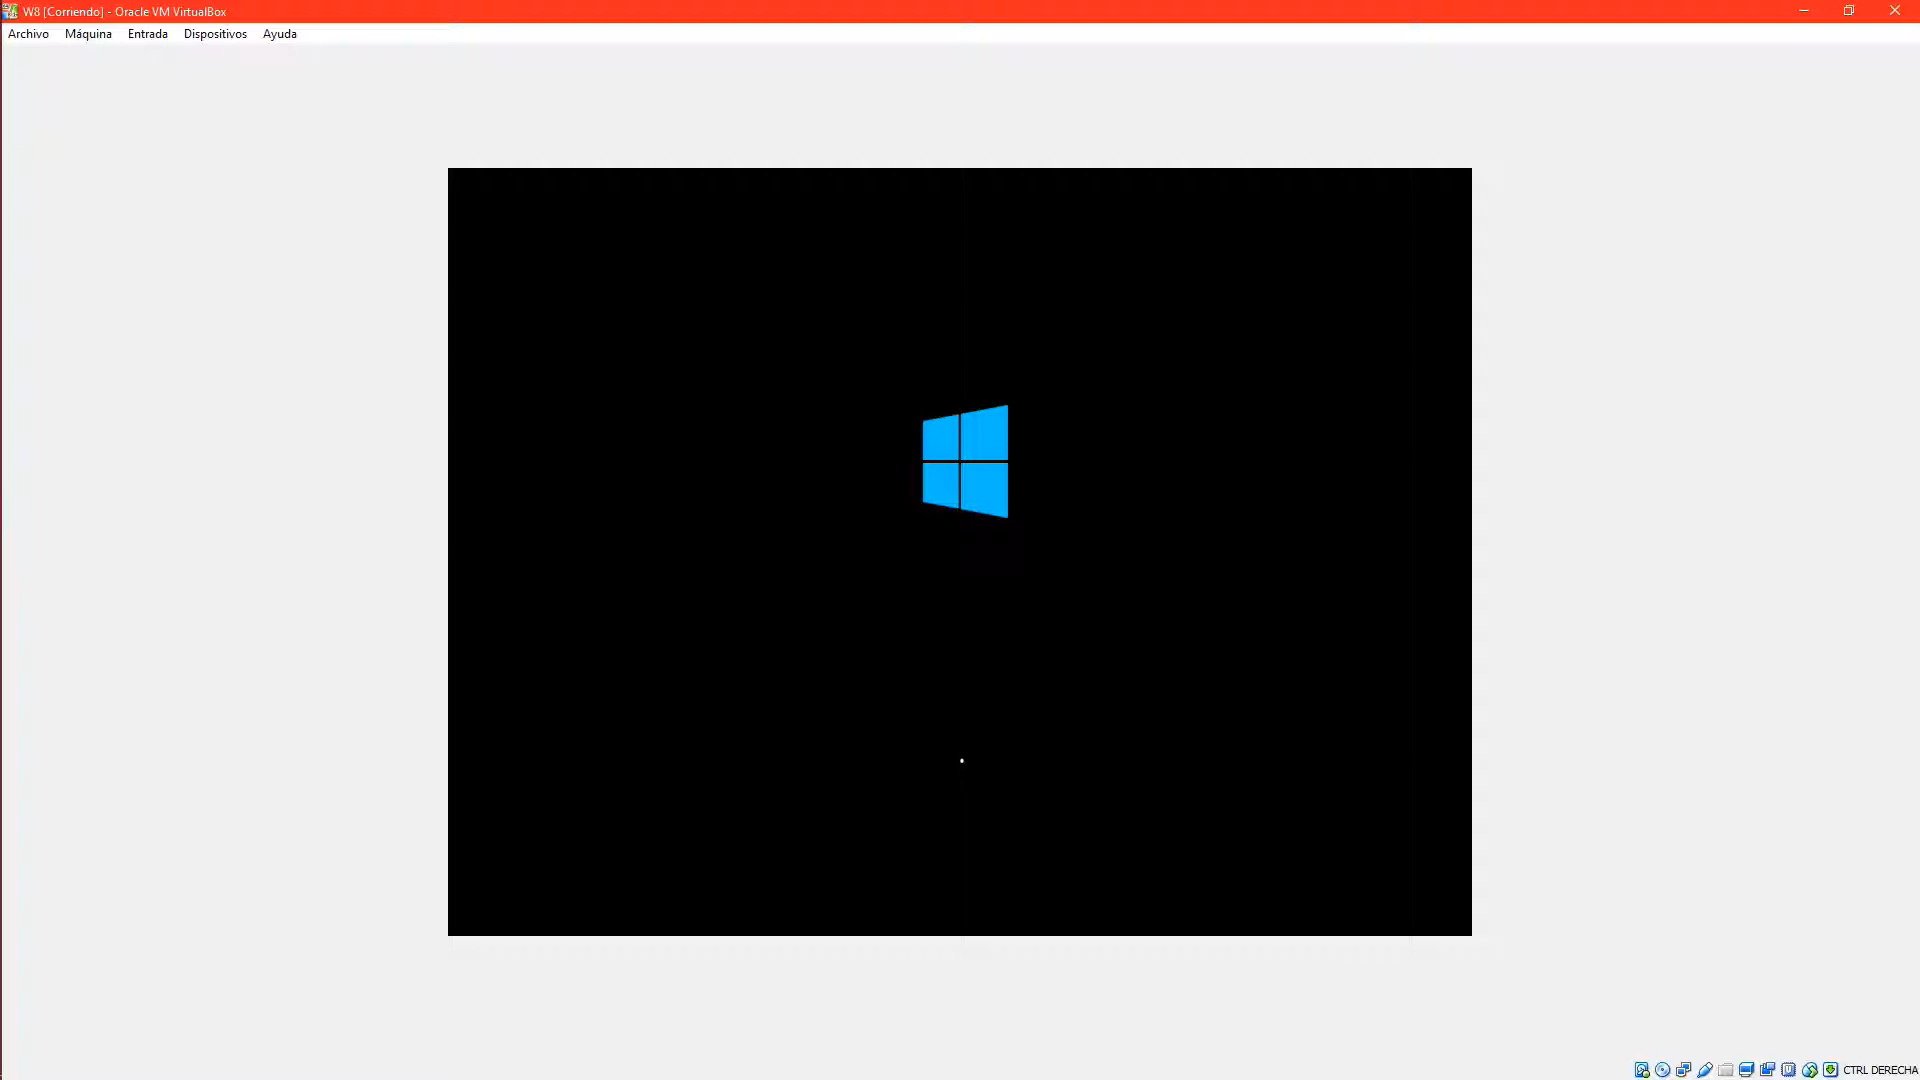 W8 [Corriendo] - Oracle VM VirtualBox
Archivo Máquina Entrada Dispositivos Ayuda
CTRL DERECHA